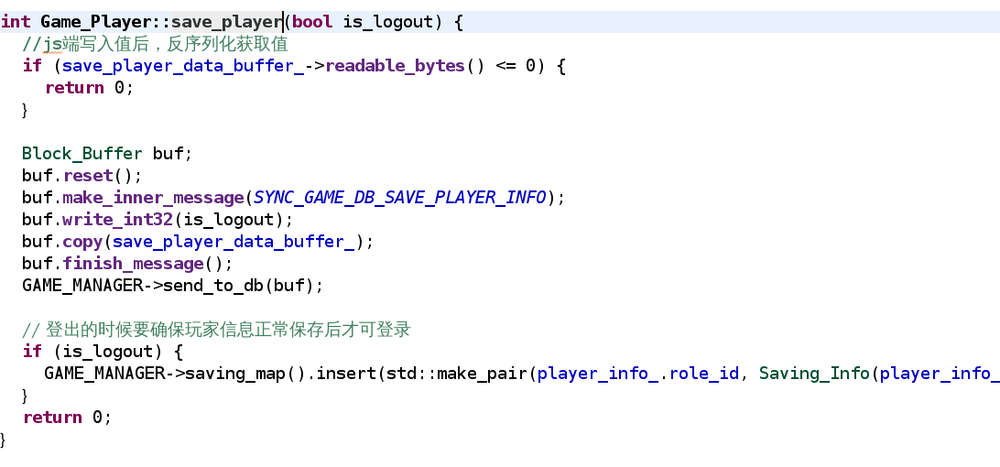 int Game_Player::save_player(bool is_logout) {
//js端写入值后，反序列化获取值
if (save_player_data_buffer_->readable_bytes() <= 0) {
return 0;
}
Block_Buffer buf;
buf.reset();
buf.make_inner_message(SYNC_GAME_DB_SAVE_PLAYER_INFO);
buf.write_int32(is_logout);
buf.copy(save_player_data_buffer_);
buf.finish_message();
GAME_MANAGER->send_to_db(buf);
// 登出的时候要确保玩家信息正常保存后才可登录
if (is_logout) {
GAME_MANAGER->saving_map().insert(std::make_pair(player_info_.role_id, Saving_Info(player_info_
}
return 0;
}